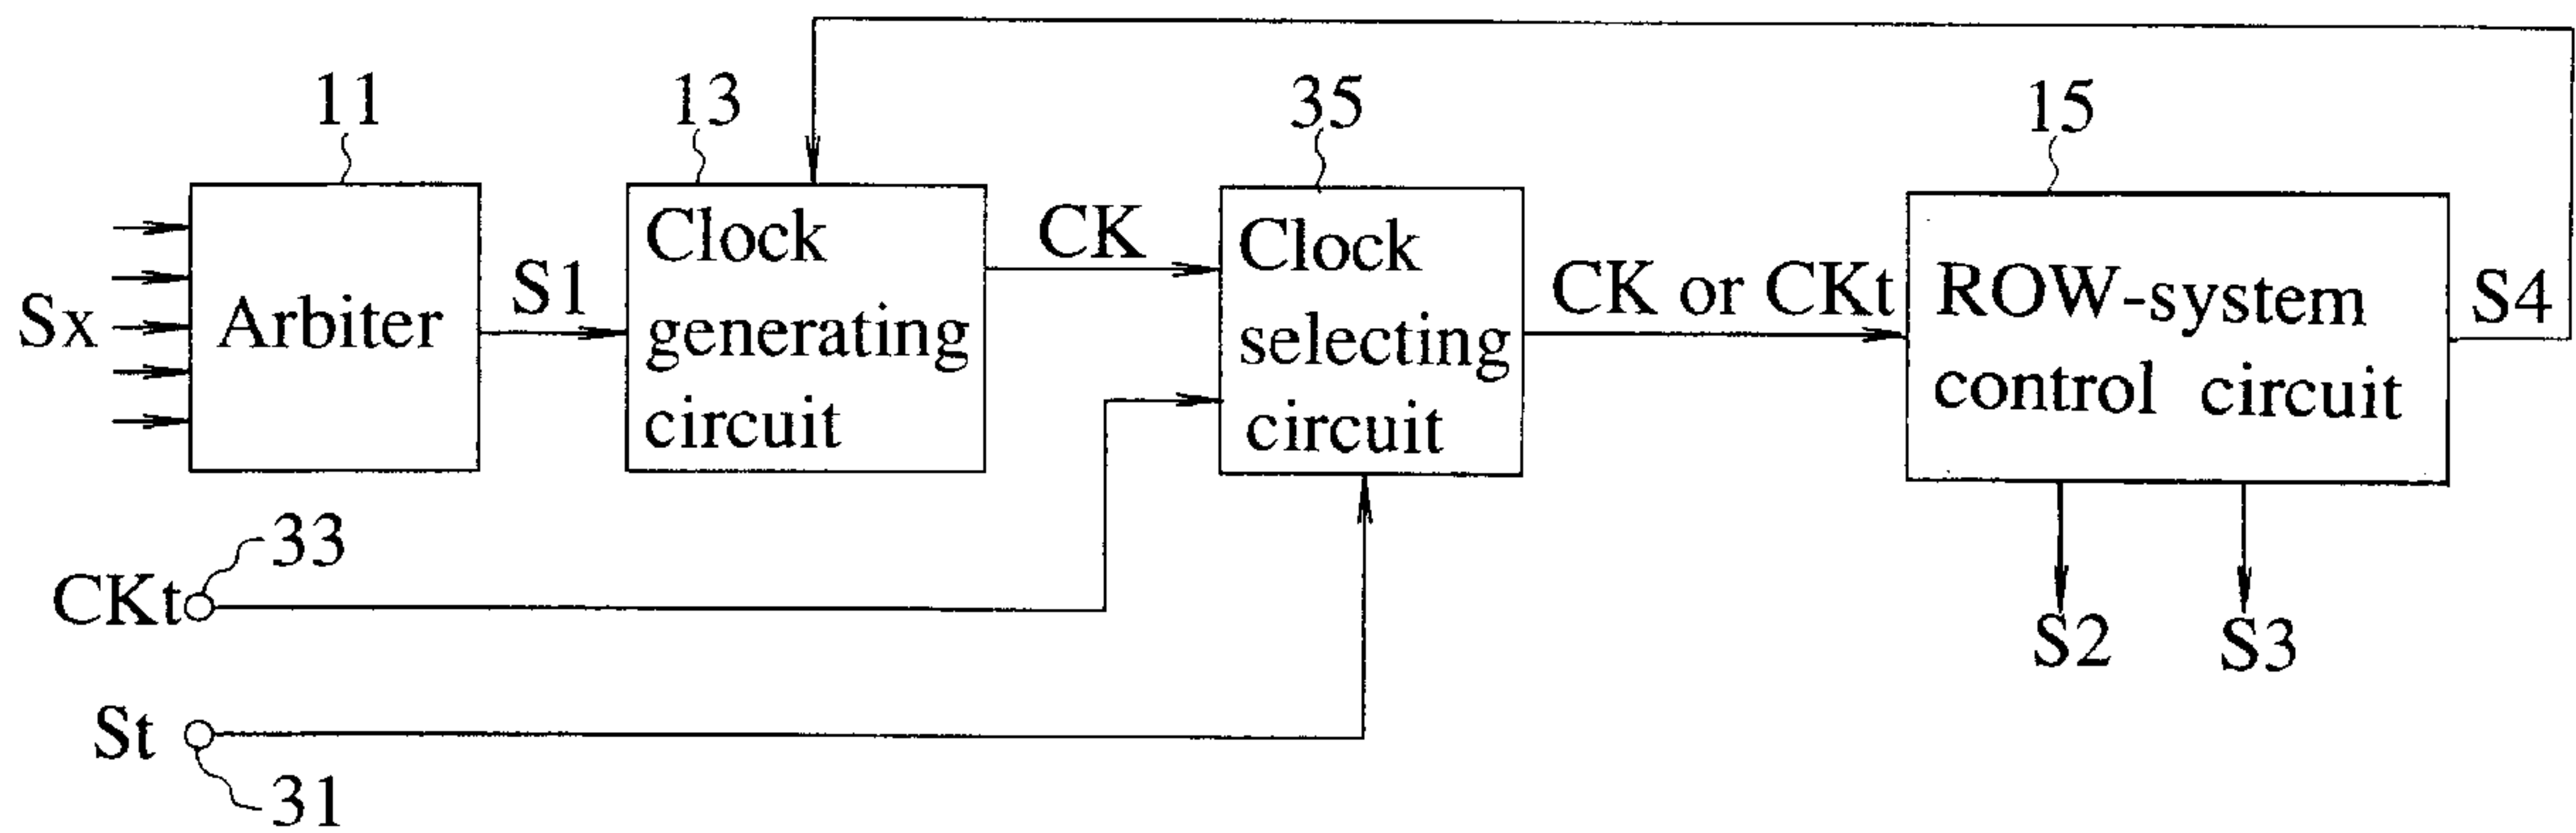 11
13
35
15
Sx
Arbiter
S1
Clock
generating
circuit
CK
Clock
selecting
circuit
CK or CKt
ROW-system
control circuit
S4
33
CKt
S2
S3
St
31